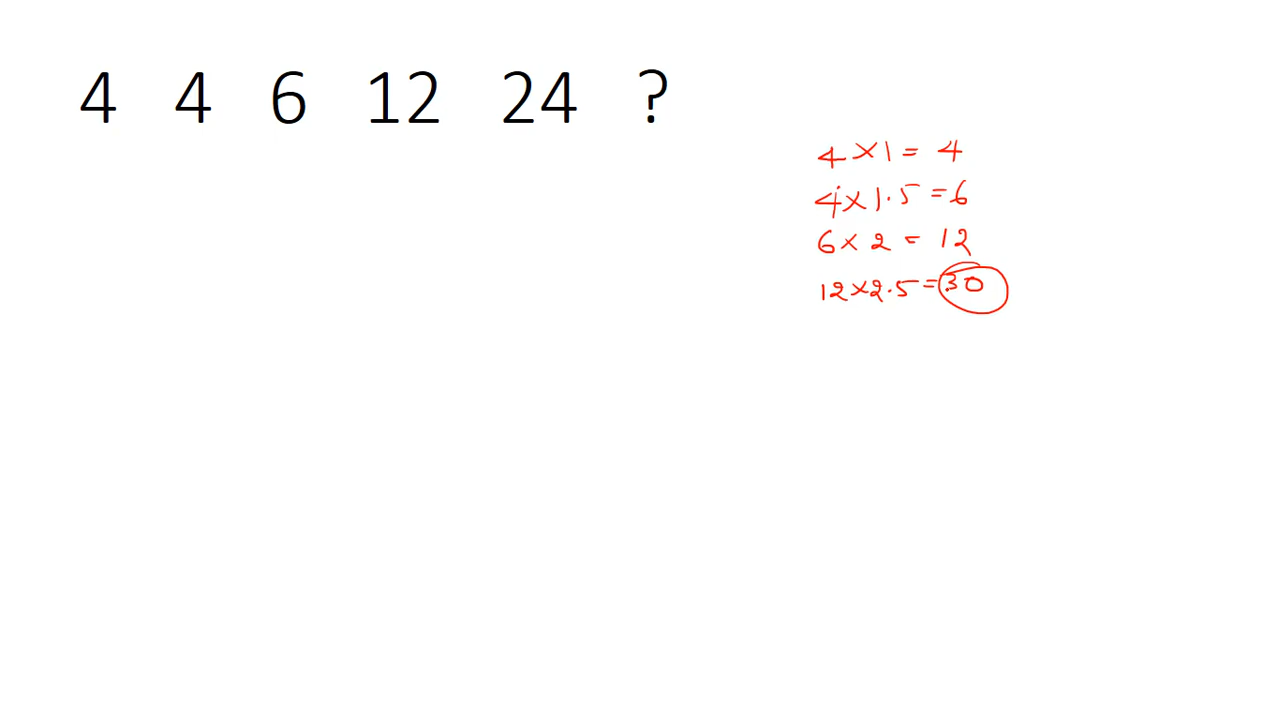 4 4 6 12 24 ?
4 × 1 = 4
4 × 1.5 = 6
6 × 2 = 12
12 × 2.5 = 30